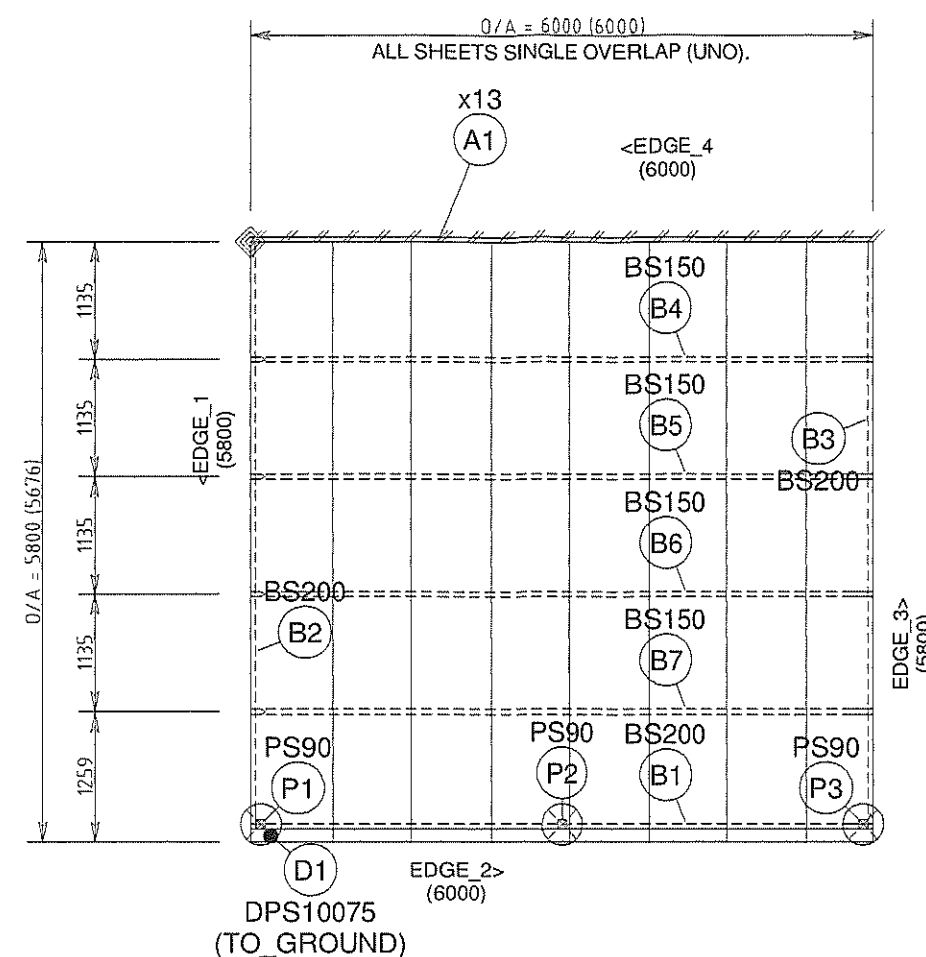 O/A = 6000 (6000)
ALL SHEETS SINGLE OVERLAP (UNO).
x13
A1
<EDGE_4
(6000)
1135
1135
1135
1135
1259
O/A = 5800 (5676)
<EDGE_1
(5800)
BS150
B4
BS150
B5
B3
BS200
BS150
B6
BS200
B2
BS150
B7
EDGE_3>
(5800)
PS90
P1
PS90
P2
BS200
B1
PS90
P3
D1
DPS10075
(TO_GROUND)
EDGE_2>
(6000)